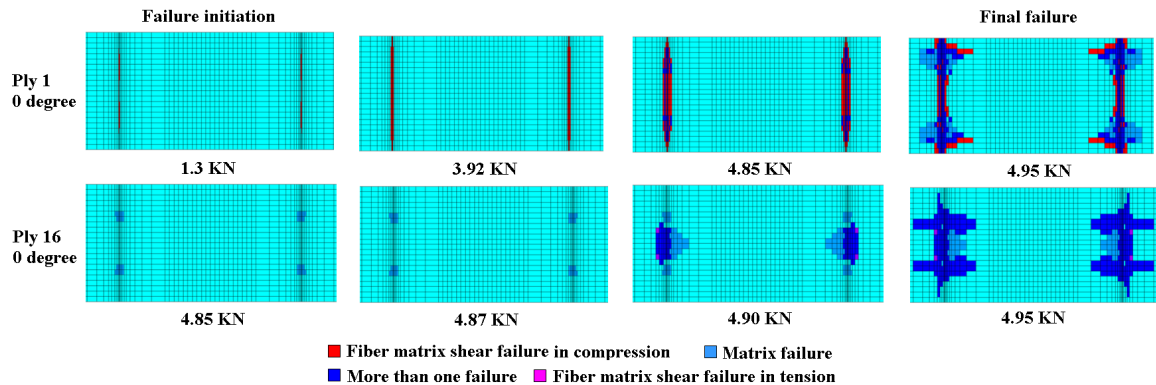 Failure initiation
Final failure
Ply 1
0 degree
1.3 KN
3.92 KN
4.85 KN
4.95 KN
Ply 16
0 degree
4.85 KN
4.87 KN
4.90 KN
4.95 KN
Fiber matrix shear failure in compression
Matrix failure
More than one failure
Fiber matrix shear failure in tension